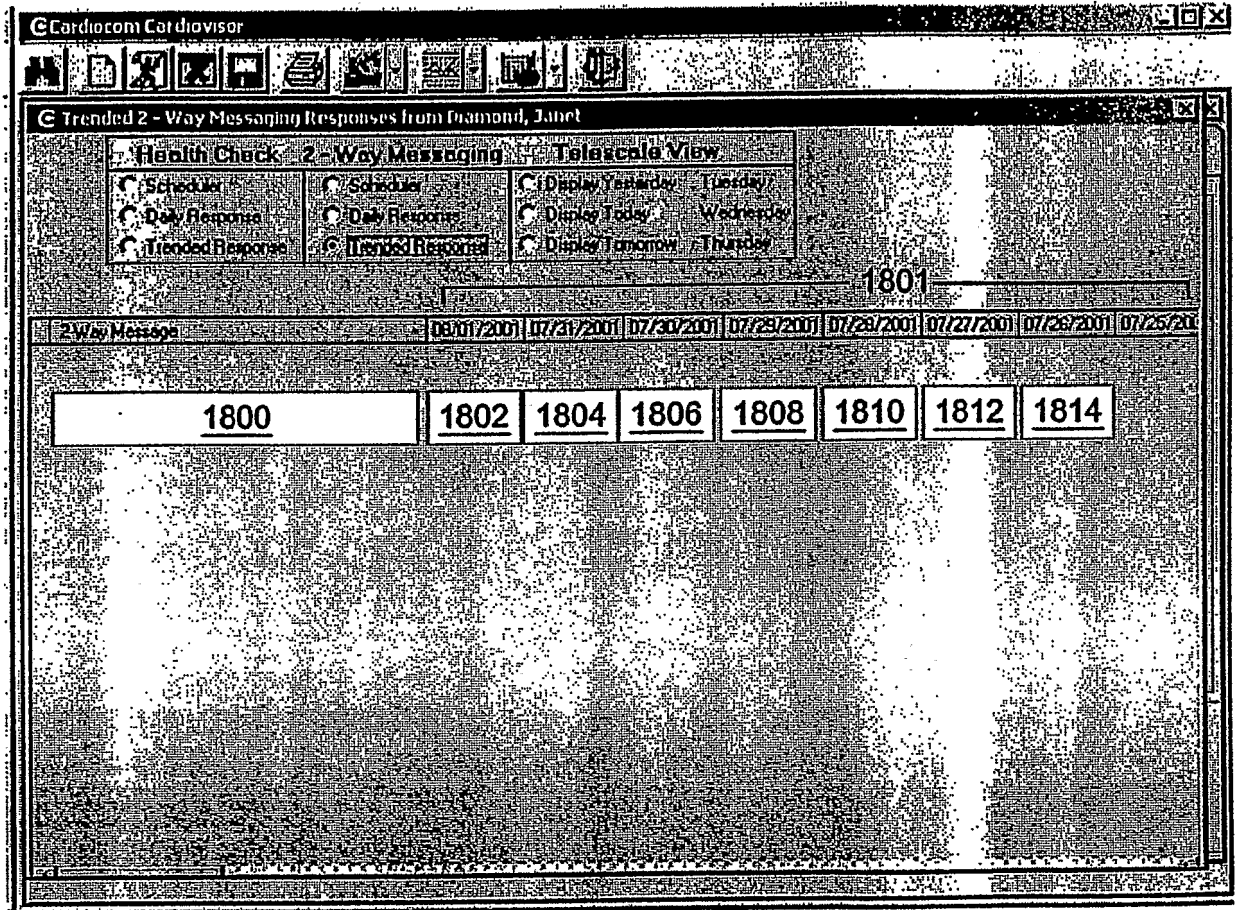 Cardiocom Cardiovisor
Trended 2 - Way Messaging Responses from Diamond, Janet
Health Check 2 - Way Messaging Telescale View
Scheduler Scheduler Display Yesterday Tuesday
Daily Response Daily Response Display Today Wednesday
Trended Response Trended Response Display Tomorrow Thursday
1801
2-Way Message 08/01/2001 07/31/2001 07/30/2001 07/29/2001 07/28/2001 07/27/2001 07/26/2001 07/25/200
1800 1802 1804 1806 1808 1810 1812 1814